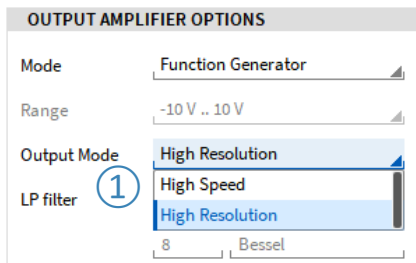 OUTPUT AMPLIFIER OPTIONS
Mode Function Generator
Range -10 V .. 10 V
Output Mode High Resolution
① High Speed
LP filter
High Resolution
8 Bessel